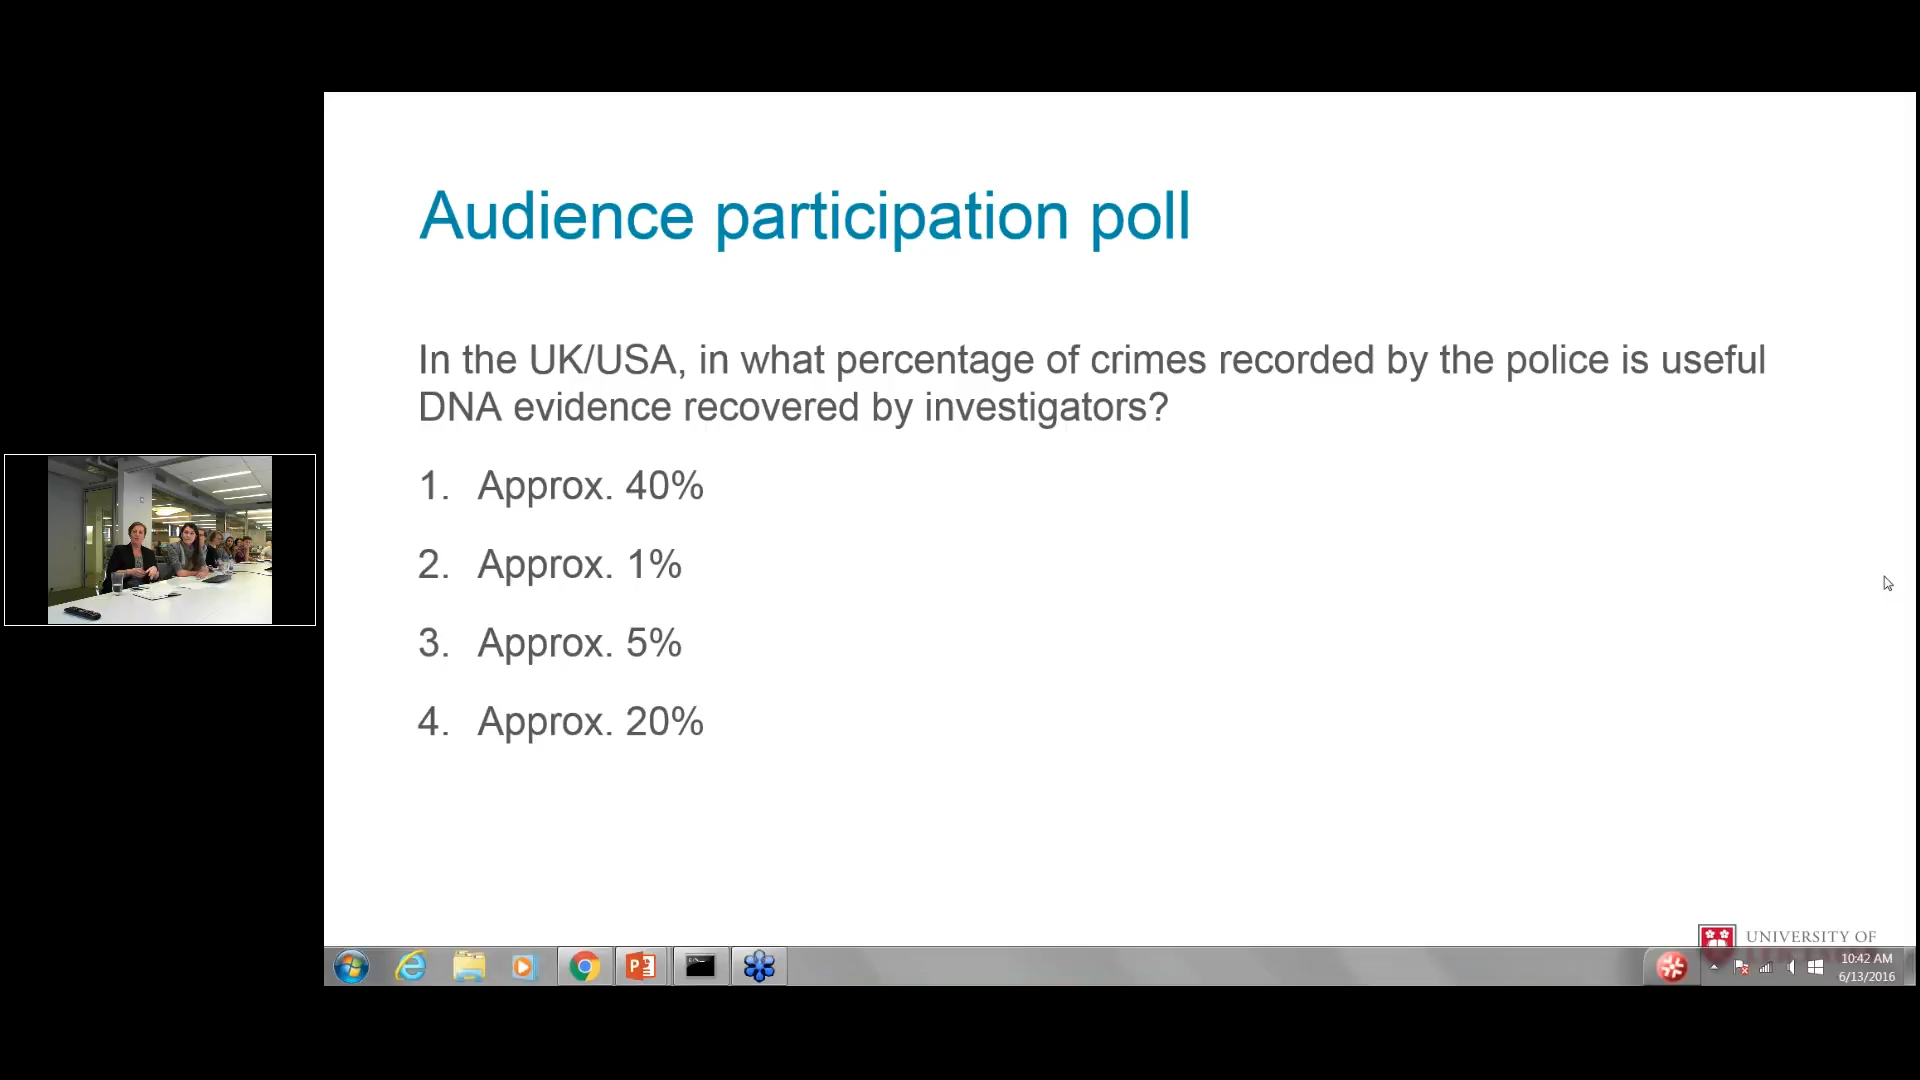 Audience participation poll
In the UK/USA, in what percentage of crimes recorded by the police is useful
DNA evidence recovered by investigators?
1. Approx. 40%
2. Approx. 1%
3. Approx. 5%
4. Approx. 20%
UNIVERSITY OF
10:42 AM
6/13/2016